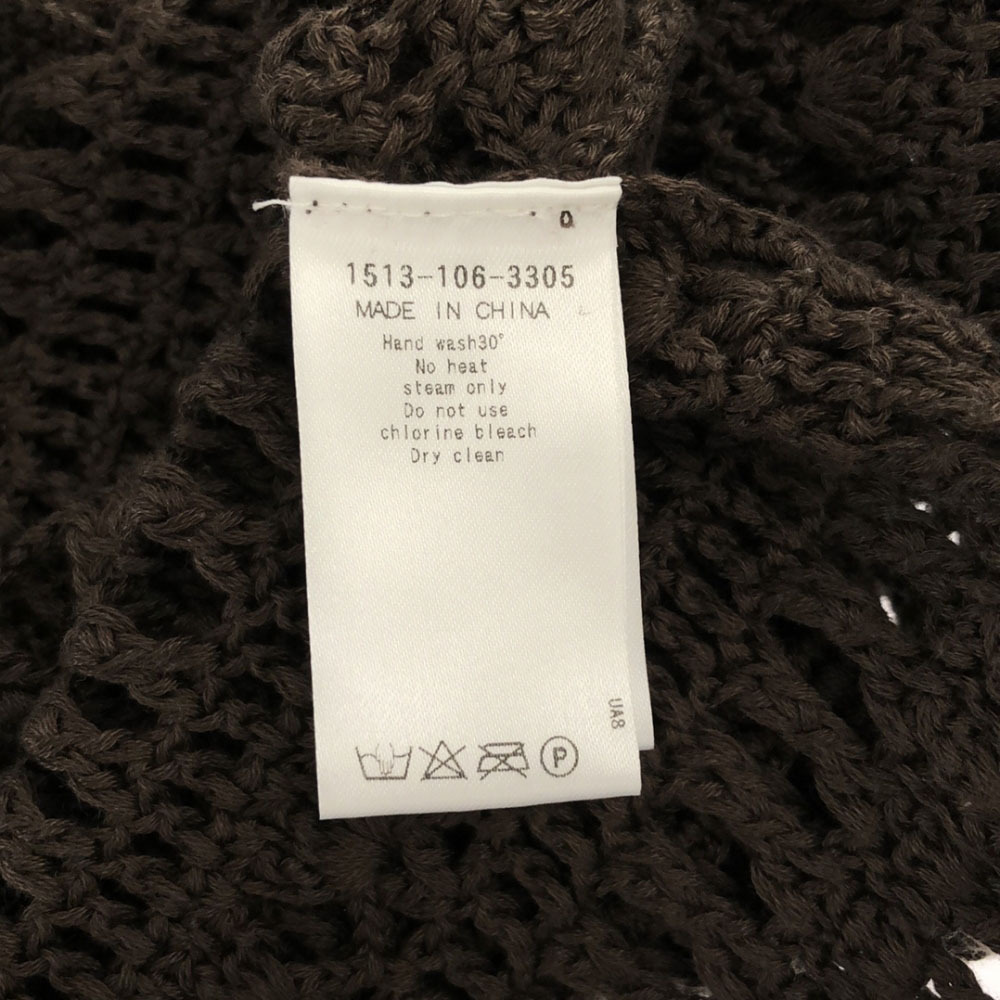 1513-106-3305
MADE IN CHINA
Hand wash30°
No heat
steam only
Do not use
chlorine bleach
Dry clean
UA8
P